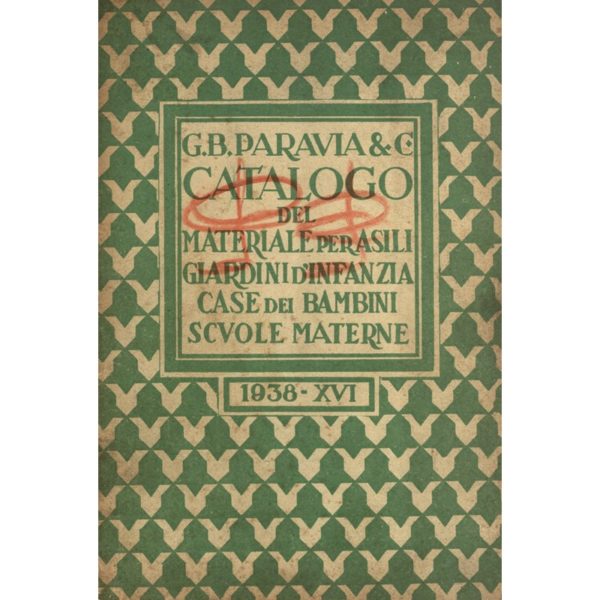 G.B. PARAVIA & C.
CATALOGO
DEL
MATERIALE PER ASILI
GIARDINI D'INFANZIA
CASE DEI BAMBINI
SCVOLE MATERNE
1938 - XVI